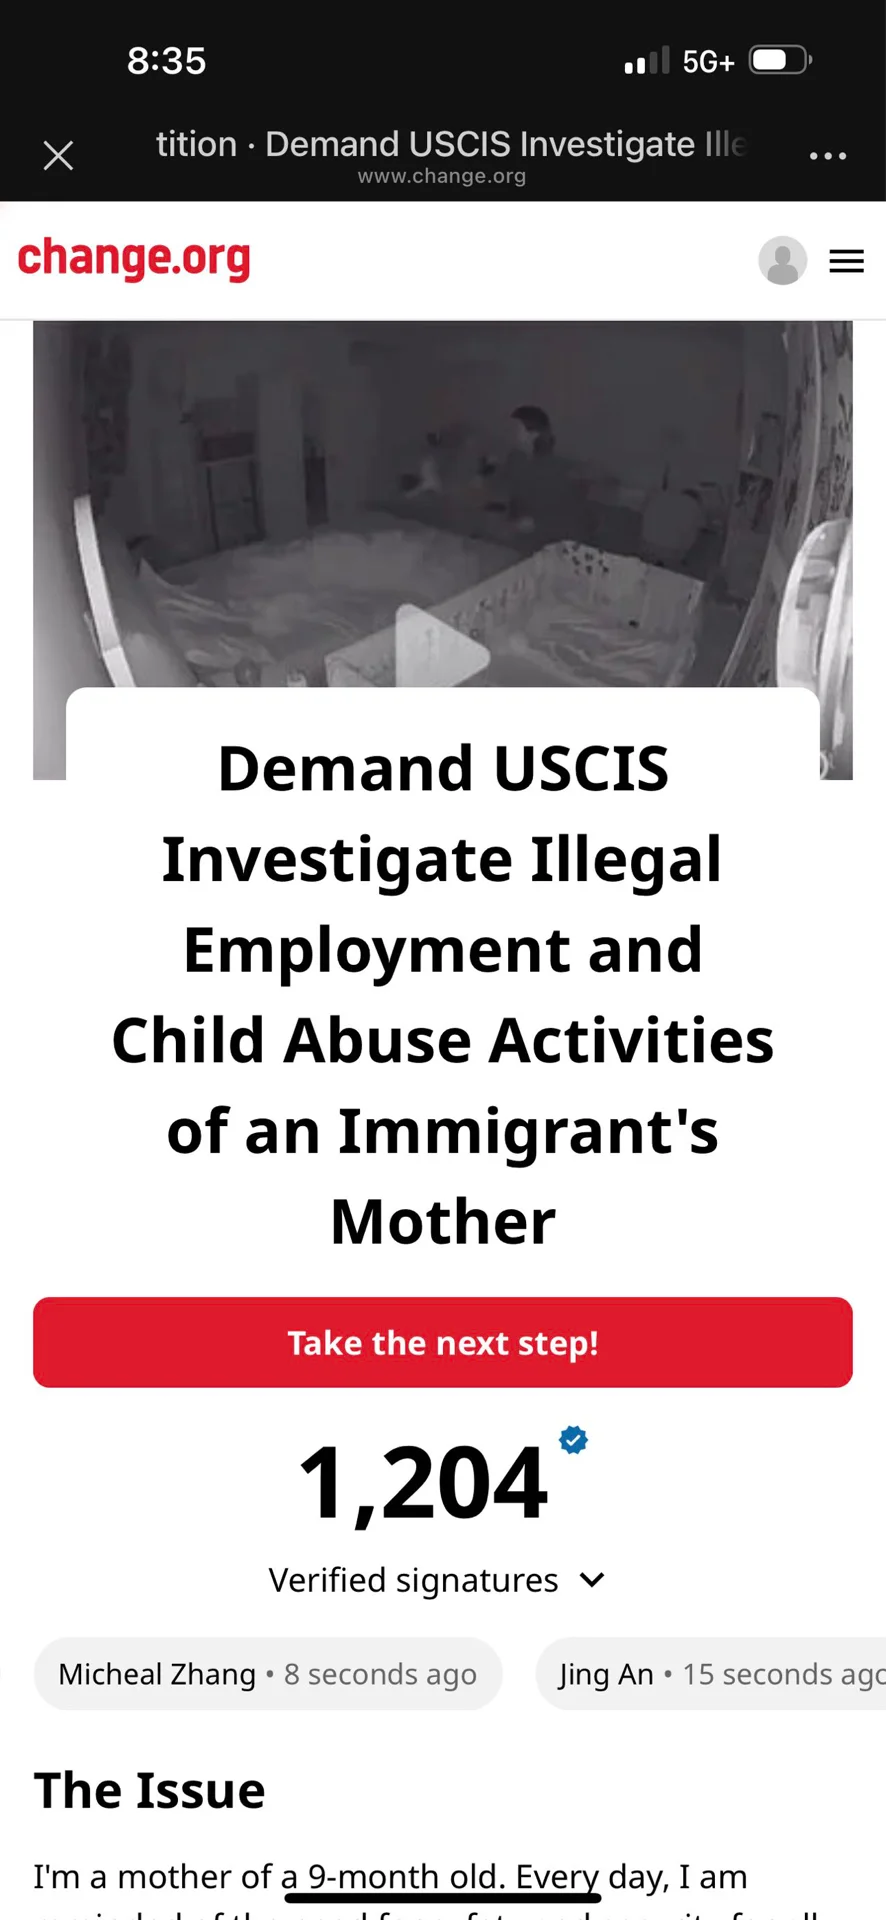 8:35
5G+
tition · Demand USCIS Investigate Ille
www.change.org
change.org
Demand USCIS
Investigate Illegal
Employment and
Child Abuse Activities
of an Immigrant's
Mother
Take the next step!
1,204
Verified signatures
Micheal Zhang • 8 seconds ago
Jing An • 15 seconds ago
The Issue
I'm a mother of a 9-month old. Every day, I am